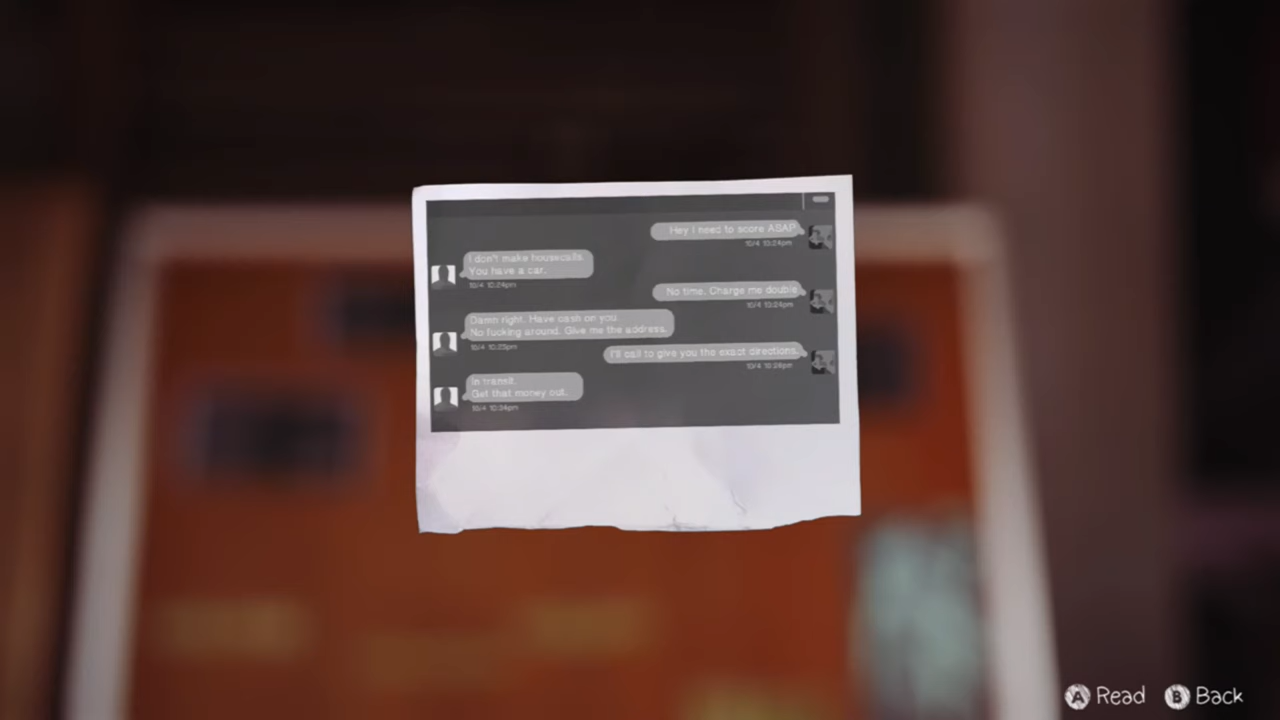 Hey I need to score ASAP
10/4 10:24pm
I don't make housecalls.
You have a car.
10/4 10:24pm
No time. Charge me double
10/4 10:24pm
Damn right. Have cash on you.
No fucking around. Give me the address.
10/4 10:25pm
I'll call to give you the exact directions.
10/4 10:26pm
In transit.
Get that money out.
10/4 10:34pm
A Read B Back